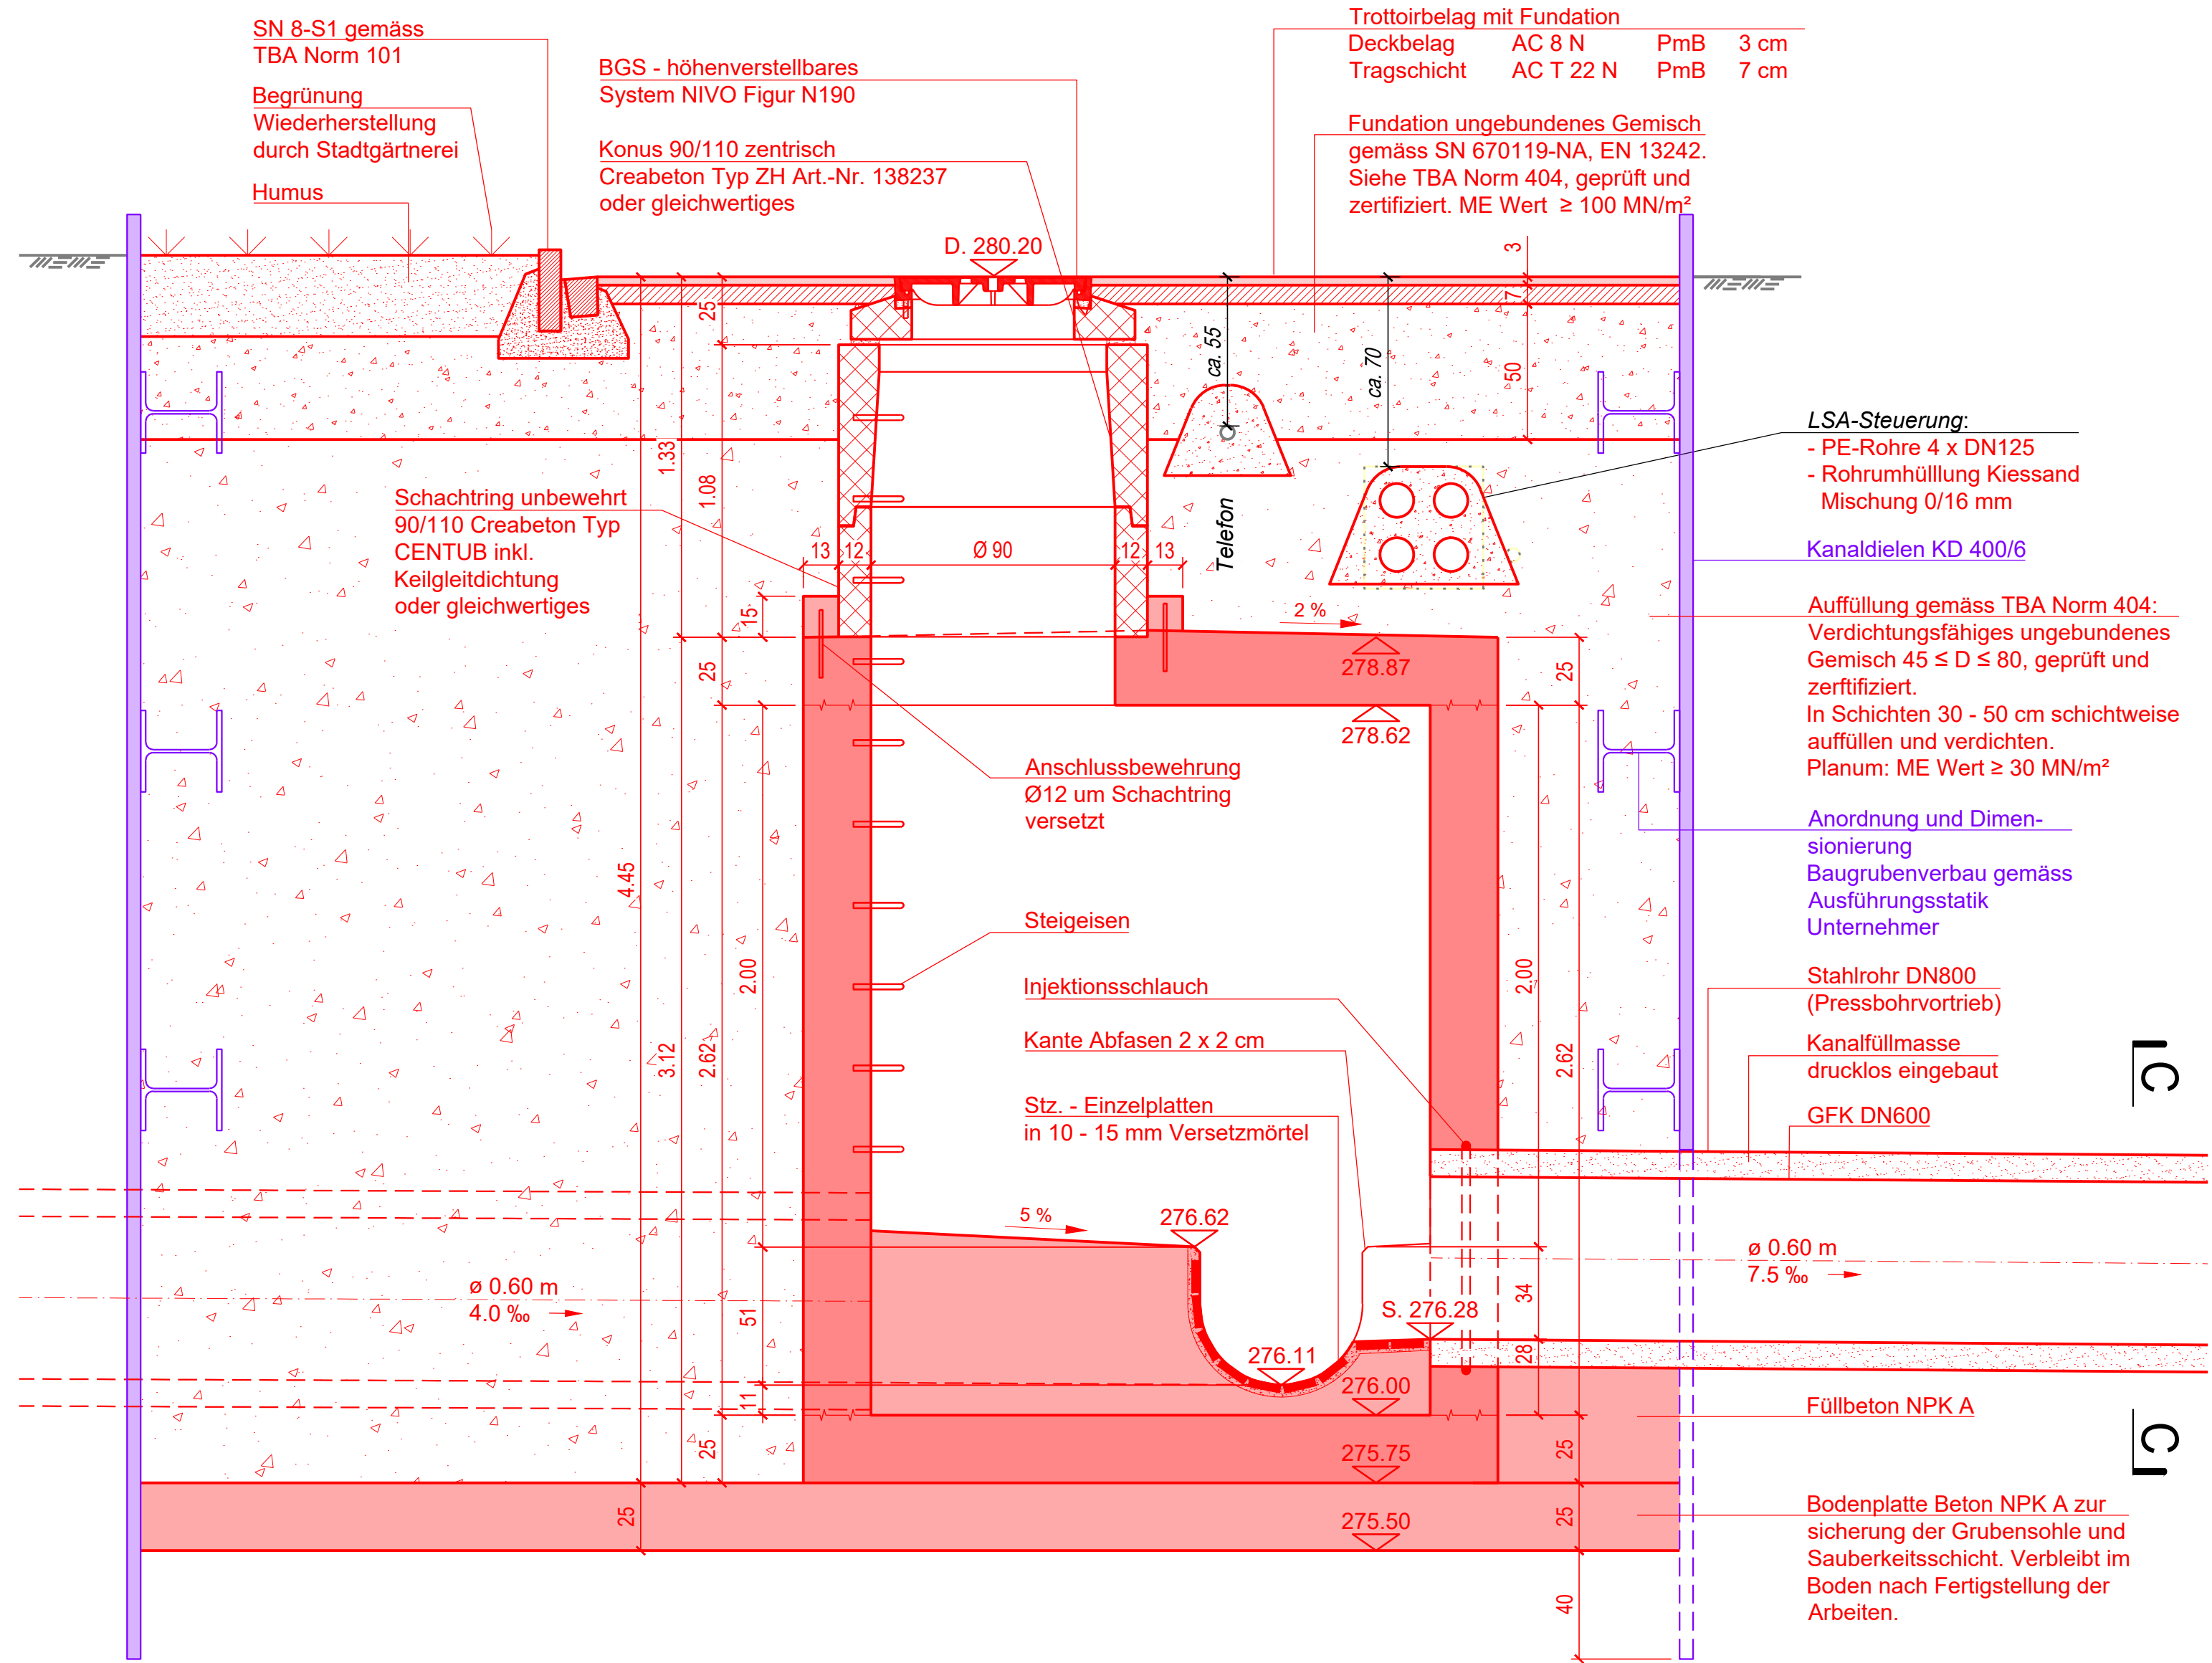 SN 8-S1 gemäss
TBA Norm 101
Begrünung
Wiederherstellung
durch Stadtgärtnerei
Humus
BGS - höhenverstellbares
System NIVO Figur N190
Konus 90/110 zentrisch
Creabeton Typ ZH Art.-Nr. 138237
oder gleichwertiges
Trottoirbelag mit Fundation
Deckbelag AC 8 N PmB 3 cm
Tragschicht AC T 22 N PmB 7 cm
Fundation ungebundenes Gemisch
gemäss SN 670119-NA, EN 13242.
Siehe TBA Norm 404, geprüft und
zertifiziert. ME Wert ≥ 100 MN/m²
D. 280.20
3
7
50
25
1.33
1.08
ca. 55
ca. 70
Telefon
LSA-Steuerung:
- PE-Rohre 4 x DN125
- Rohrumhülllung Kiessand
Mischung 0/16 mm
Kanaldielen KD 400/6
Schachtring unbewehrt
90/110 Creabeton Typ
CENTUB inkl.
Keilgleitdichtung
oder gleichwertiges
13 12 Ø 90 12 13
15
2 %
25
278.87
25
278.62
Auffüllung gemäss TBA Norm 404:
Verdichtungsfähiges ungebundenes
Gemisch 45 ≤ D ≤ 80, geprüft und
zerftifiziert.
In Schichten 30 - 50 cm schichtweise
auffüllen und verdichten.
Planum: ME Wert ≥ 30 MN/m²
Anordnung und Dimen-
sionierung
Baugrubenverbau gemäss
Ausführungsstatik
Unternehmer
Anschlussbewehrung
Ø12 um Schachtring
versetzt
4.45
3.12
2.62
2.00
Steigeisen
Injektionsschlauch
Kante Abfasen 2 x 2 cm
Stz. - Einzelplatten
in 10 - 15 mm Versetzmörtel
2.00
2.62
Stahlrohr DN800
(Pressbohrvortrieb)
Kanalfüllmasse
drucklos eingebaut
GFK DN600
C
5 %
276.62
ø 0.60 m
4.0 ‰
ø 0.60 m
7.5 ‰
51
11
34
28
S. 276.28
276.11
276.00
Füllbeton NPK A
C
25
275.75
25
25
275.50
25
40
Bodenplatte Beton NPK A zur
sicherung der Grubensohle und
Sauberkeitsschicht. Verbleibt im
Boden nach Fertigstellung der
Arbeiten.